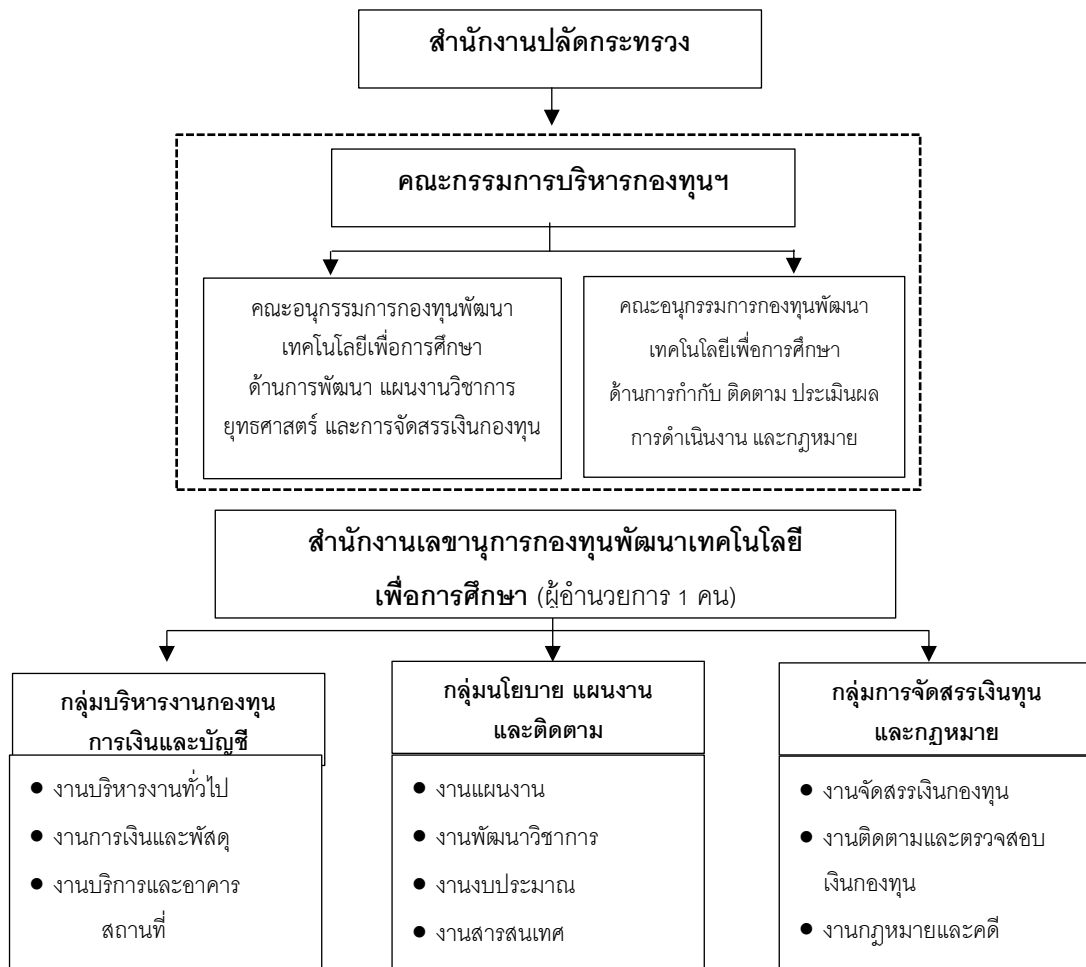 สำนักงานปลัดกระทรวง
คณะกรรมการบริหารกองทุนฯ
คณะอนุกรรมการกองทุนพัฒนา
เทคโนโลยีเพื่อการศึกษา
ด้านการพัฒนา แผนงานวิชาการ
ยุทธศาสตร์ และการจัดสรรเงินกองทุน
คณะอนุกรรมการกองทุนพัฒนา
เทคโนโลยีเพื่อการศึกษา
ด้านการกำกับ ติดตาม ประเมินผล
การดำเนินงาน และกฎหมาย
สำนักงานเลขานุการกองทุนพัฒนาเทคโนโลยี
เพื่อการศึกษา (ผู้อำนวยการ 1 คน)
กลุ่มบริหารงานกองทุน
การเงินและบัญชี
● งานบริหารงานทั่วไป
● งานการเงินและพัสดุ
● งานบริการและอาคาร
สถานที่
กลุ่มนโยบาย แผนงาน
และติดตาม
● งานแผนงาน
● งานพัฒนาวิชาการ
● งานงบประมาณ
● งานสารสนเทศ
กลุ่มการจัดสรรเงินทุน
และกฎหมาย
● งานจัดสรรเงินกองทุน
● งานติดตามและตรวจสอบ
เงินกองทุน
● งานกฎหมายและคดี